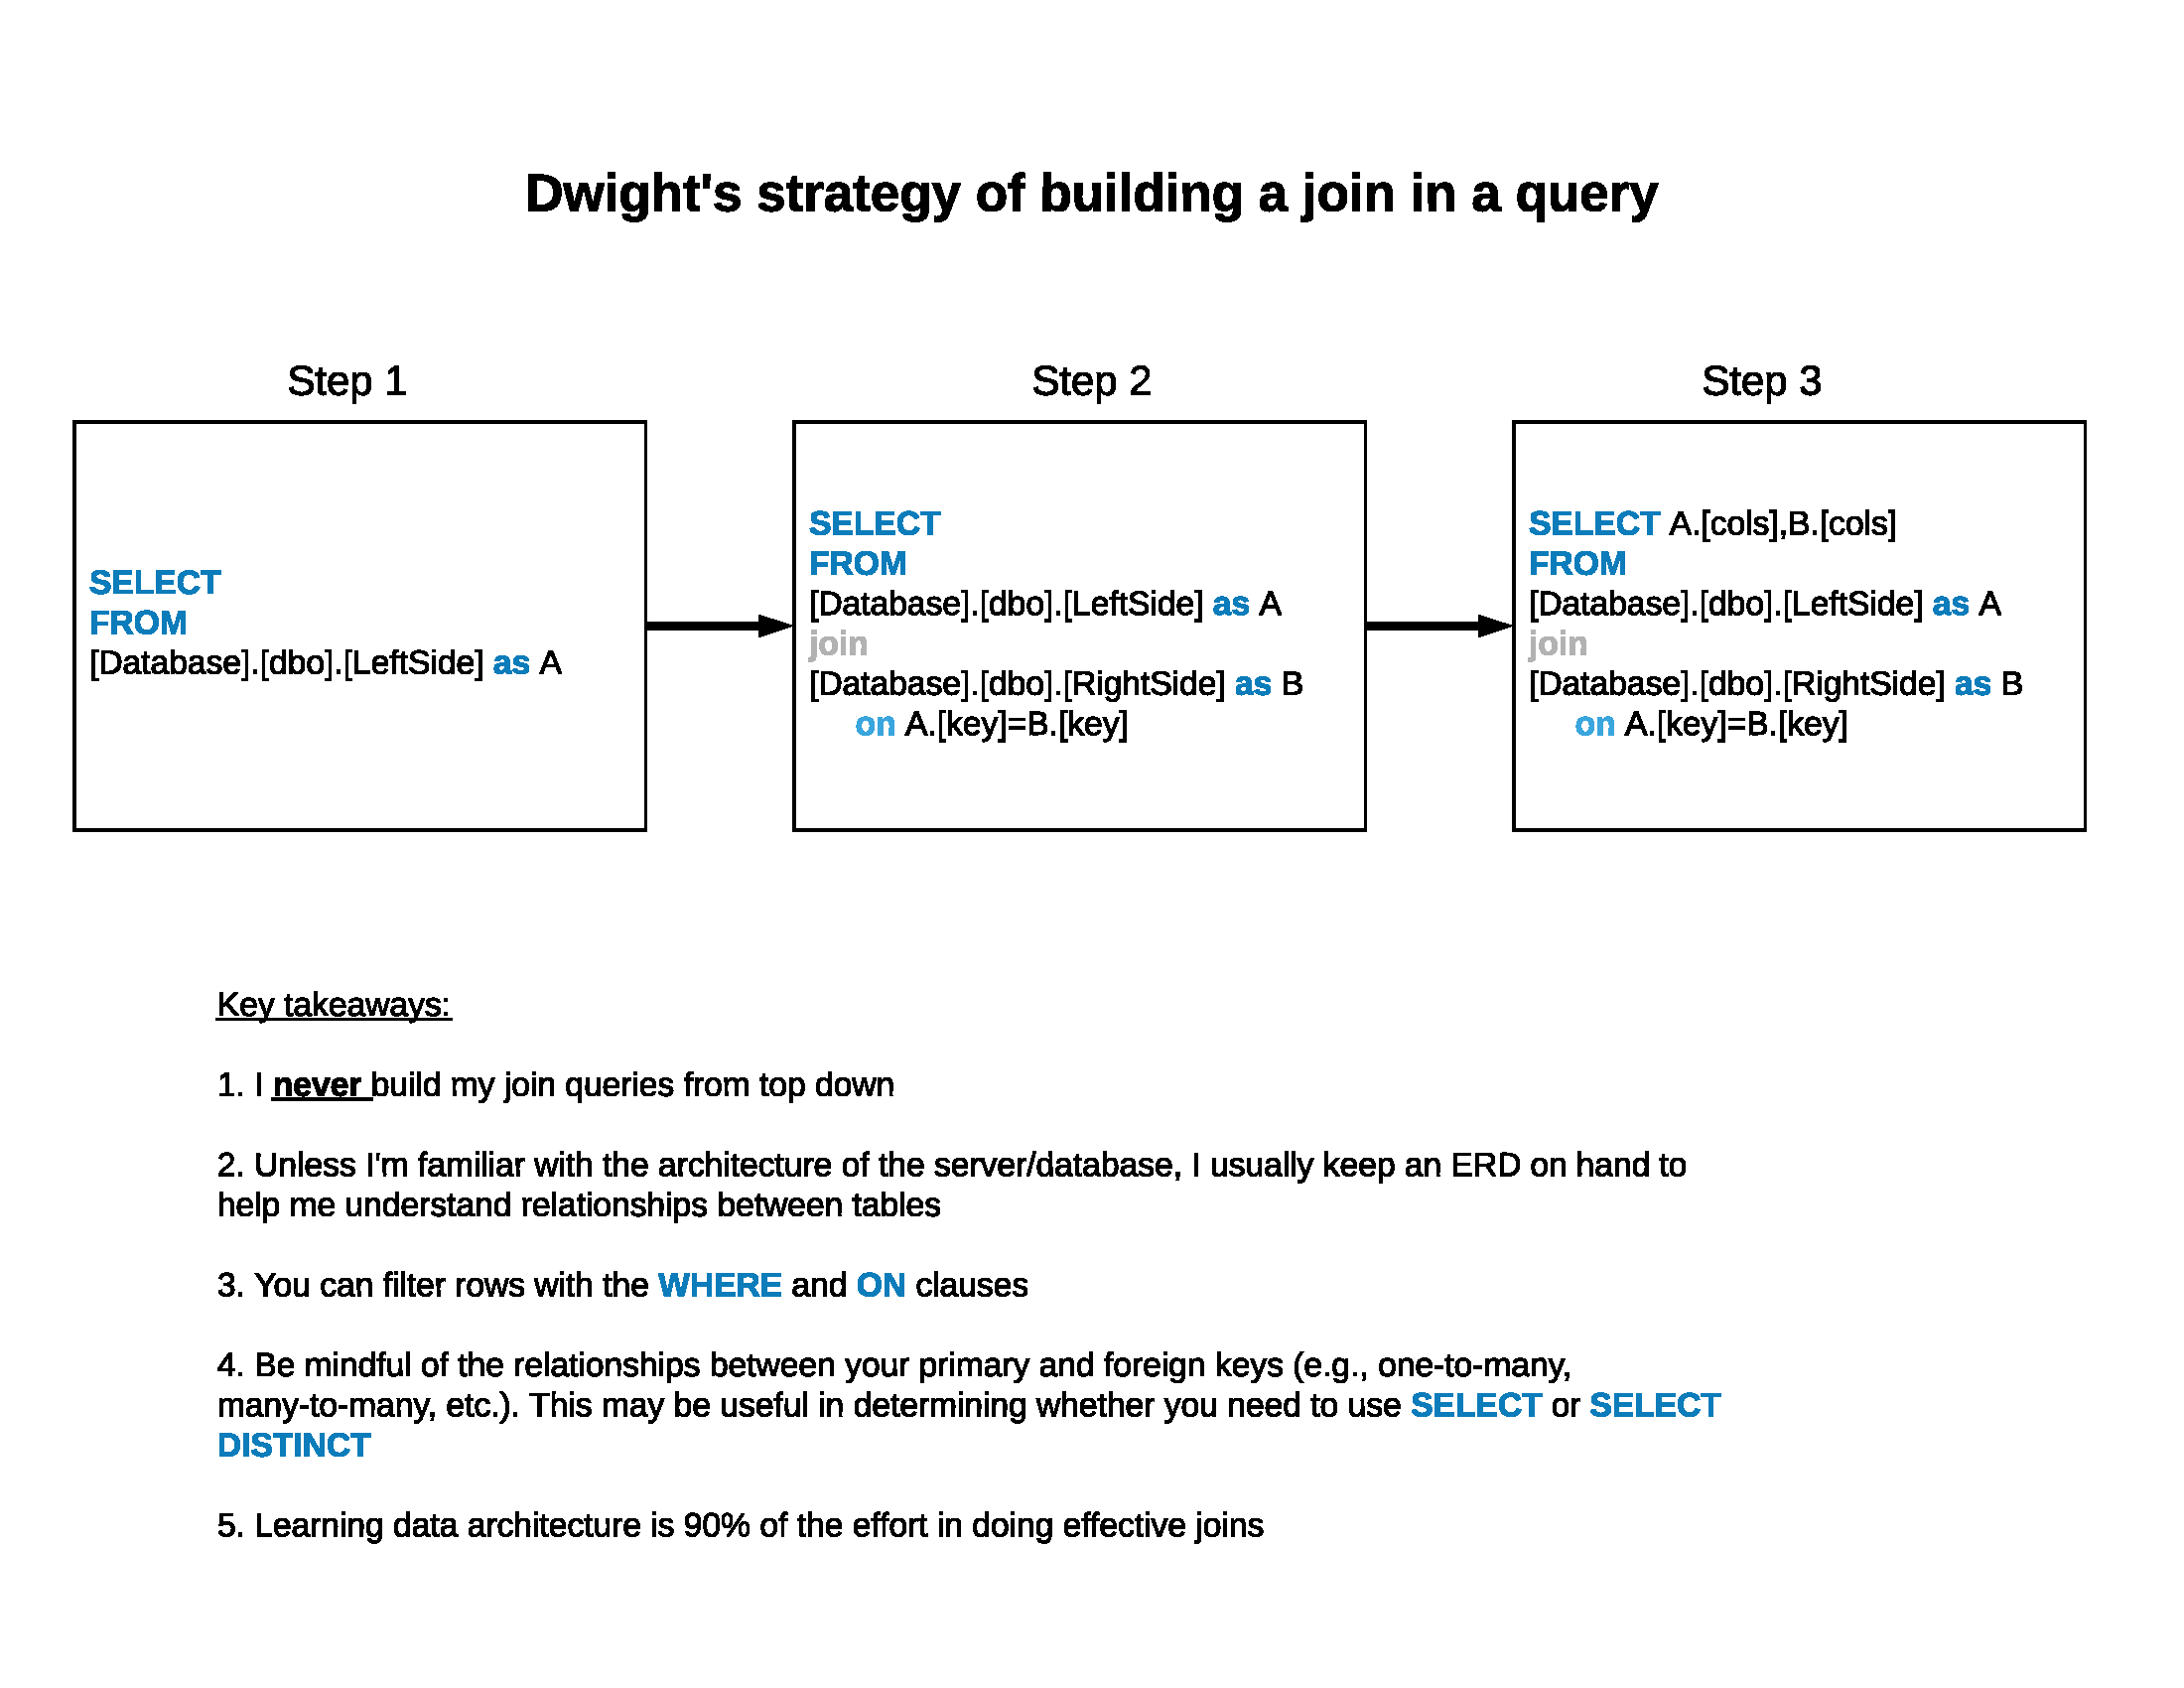 Dwight's strategy of building a join in a query
Step 1
SELECT
FROM
[Database].[dbo].[LeftSide] as A
Step 2
SELECT
FROM
[Database].[dbo].[LeftSide] as A
join
[Database].[dbo].[RightSide] as B
on A.[key]=B.[key]
Step 3
SELECT A.[cols],B.[cols]
FROM
[Database].[dbo].[LeftSide] as A
join
[Database].[dbo].[RightSide] as B
on A.[key]=B.[key]
Key takeaways:
1. I never build my join queries from top down
2. Unless I'm familiar with the architecture of the server/database, I usually keep an ERD on hand to
help me understand relationships between tables
3. You can filter rows with the WHERE and ON clauses
4. Be mindful of the relationships between your primary and foreign keys (e.g., one-to-many,
many-to-many, etc.). This may be useful in determining whether you need to use SELECT or SELECT
DISTINCT
5. Learning data architecture is 90% of the effort in doing effective joins